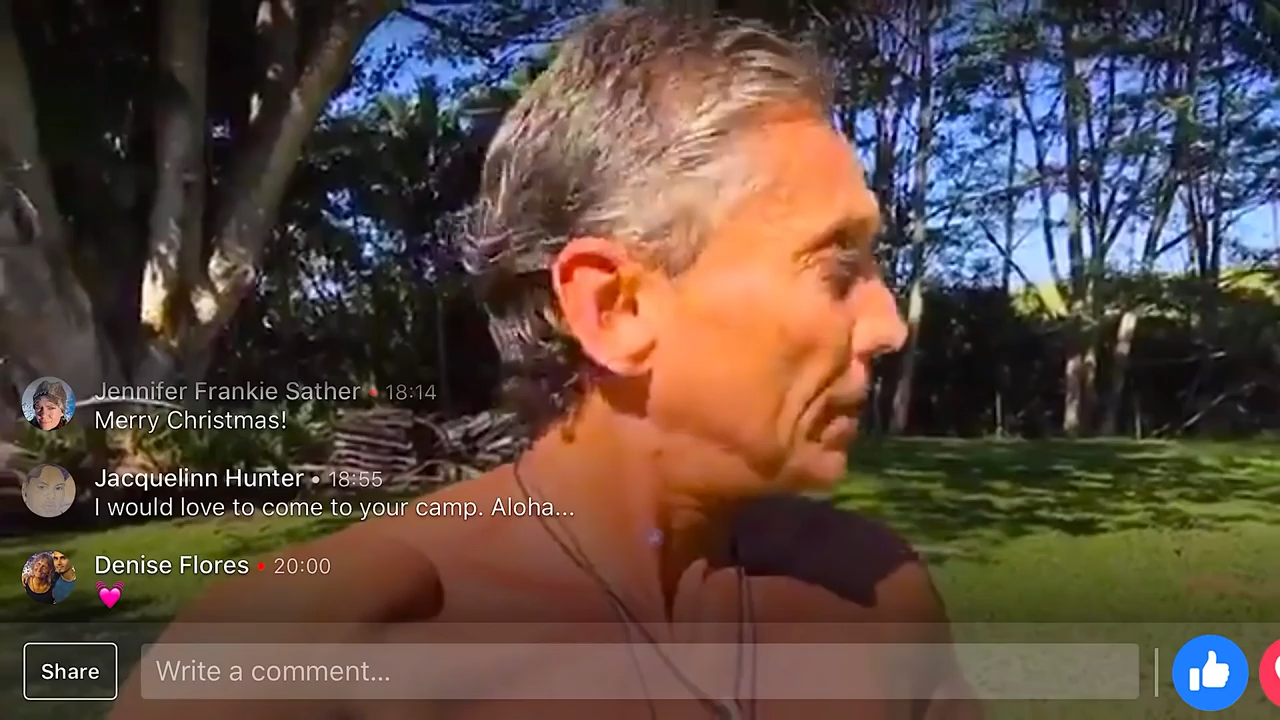 Jennifer Frankie Sather • 18:14
Merry Christmas!
Jacquelinn Hunter • 18:55
I would love to come to your camp. Aloha...
Denise Flores • 20:00
Share
Write a comment...